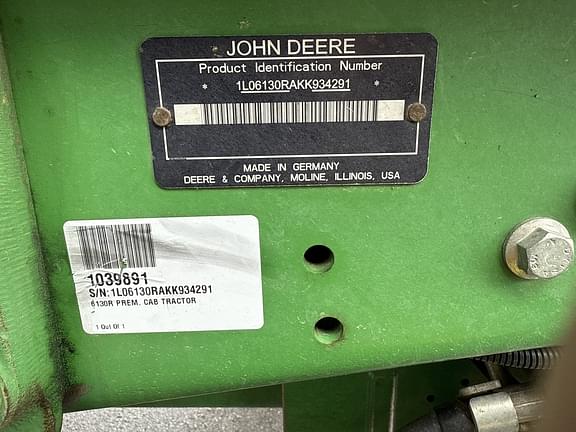 JOHN DEERE
Product Identification Number
* 1L06130RAKK934291 *
MADE IN GERMANY
DEERE & COMPANY, MOLINE, ILLINOIS, USA
1039891
S/N:1L06130RAKK934291
6130R PREM. CAB TRACTOR
1 Out Of 1